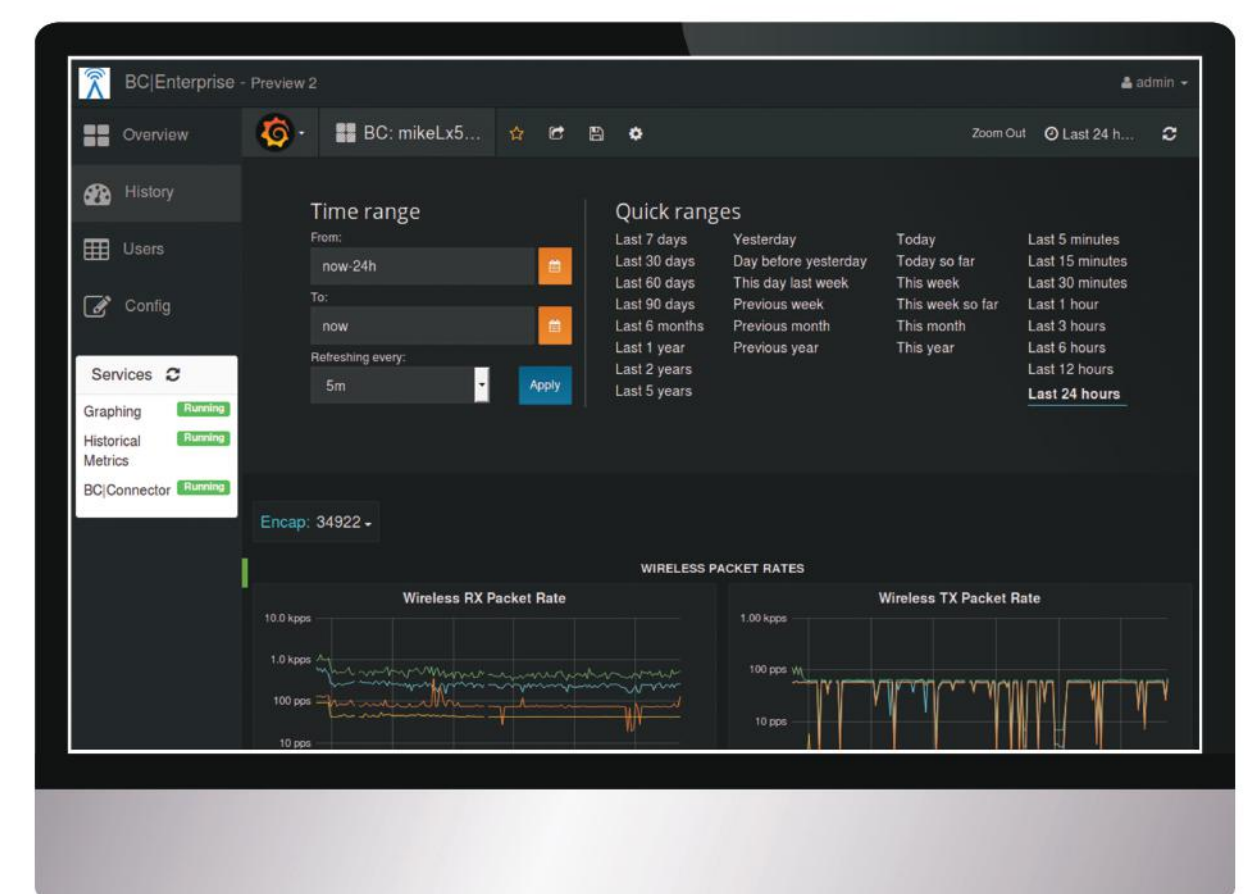 BC|Enterprise - Preview 2
admin
Overview
History
Users
Config
Services
Graphing Running
Historical Metrics Running
BC|Connector Running
BC: mikeLx5...
Zoom Out
Last 24 h...
Time range
From:
now-24h
To:
now
Refreshing every:
5m
Apply
Quick ranges
Last 7 days
Last 30 days
Last 60 days
Last 90 days
Last 6 months
Last 1 year
Last 2 years
Last 5 years
Yesterday
Day before yesterday
This day last week
Previous week
Previous month
Previous year
Today
Today so far
This week
This week so far
This month
This year
Last 5 minutes
Last 15 minutes
Last 30 minutes
Last 1 hour
Last 3 hours
Last 6 hours
Last 12 hours
Last 24 hours
Encap: 34922
WIRELESS PACKET RATES
Wireless RX Packet Rate
10.0 kpps
1.0 kpps
100 pps
10 pps
Wireless TX Packet Rate
1.00 kpps
100 pps
10 pps